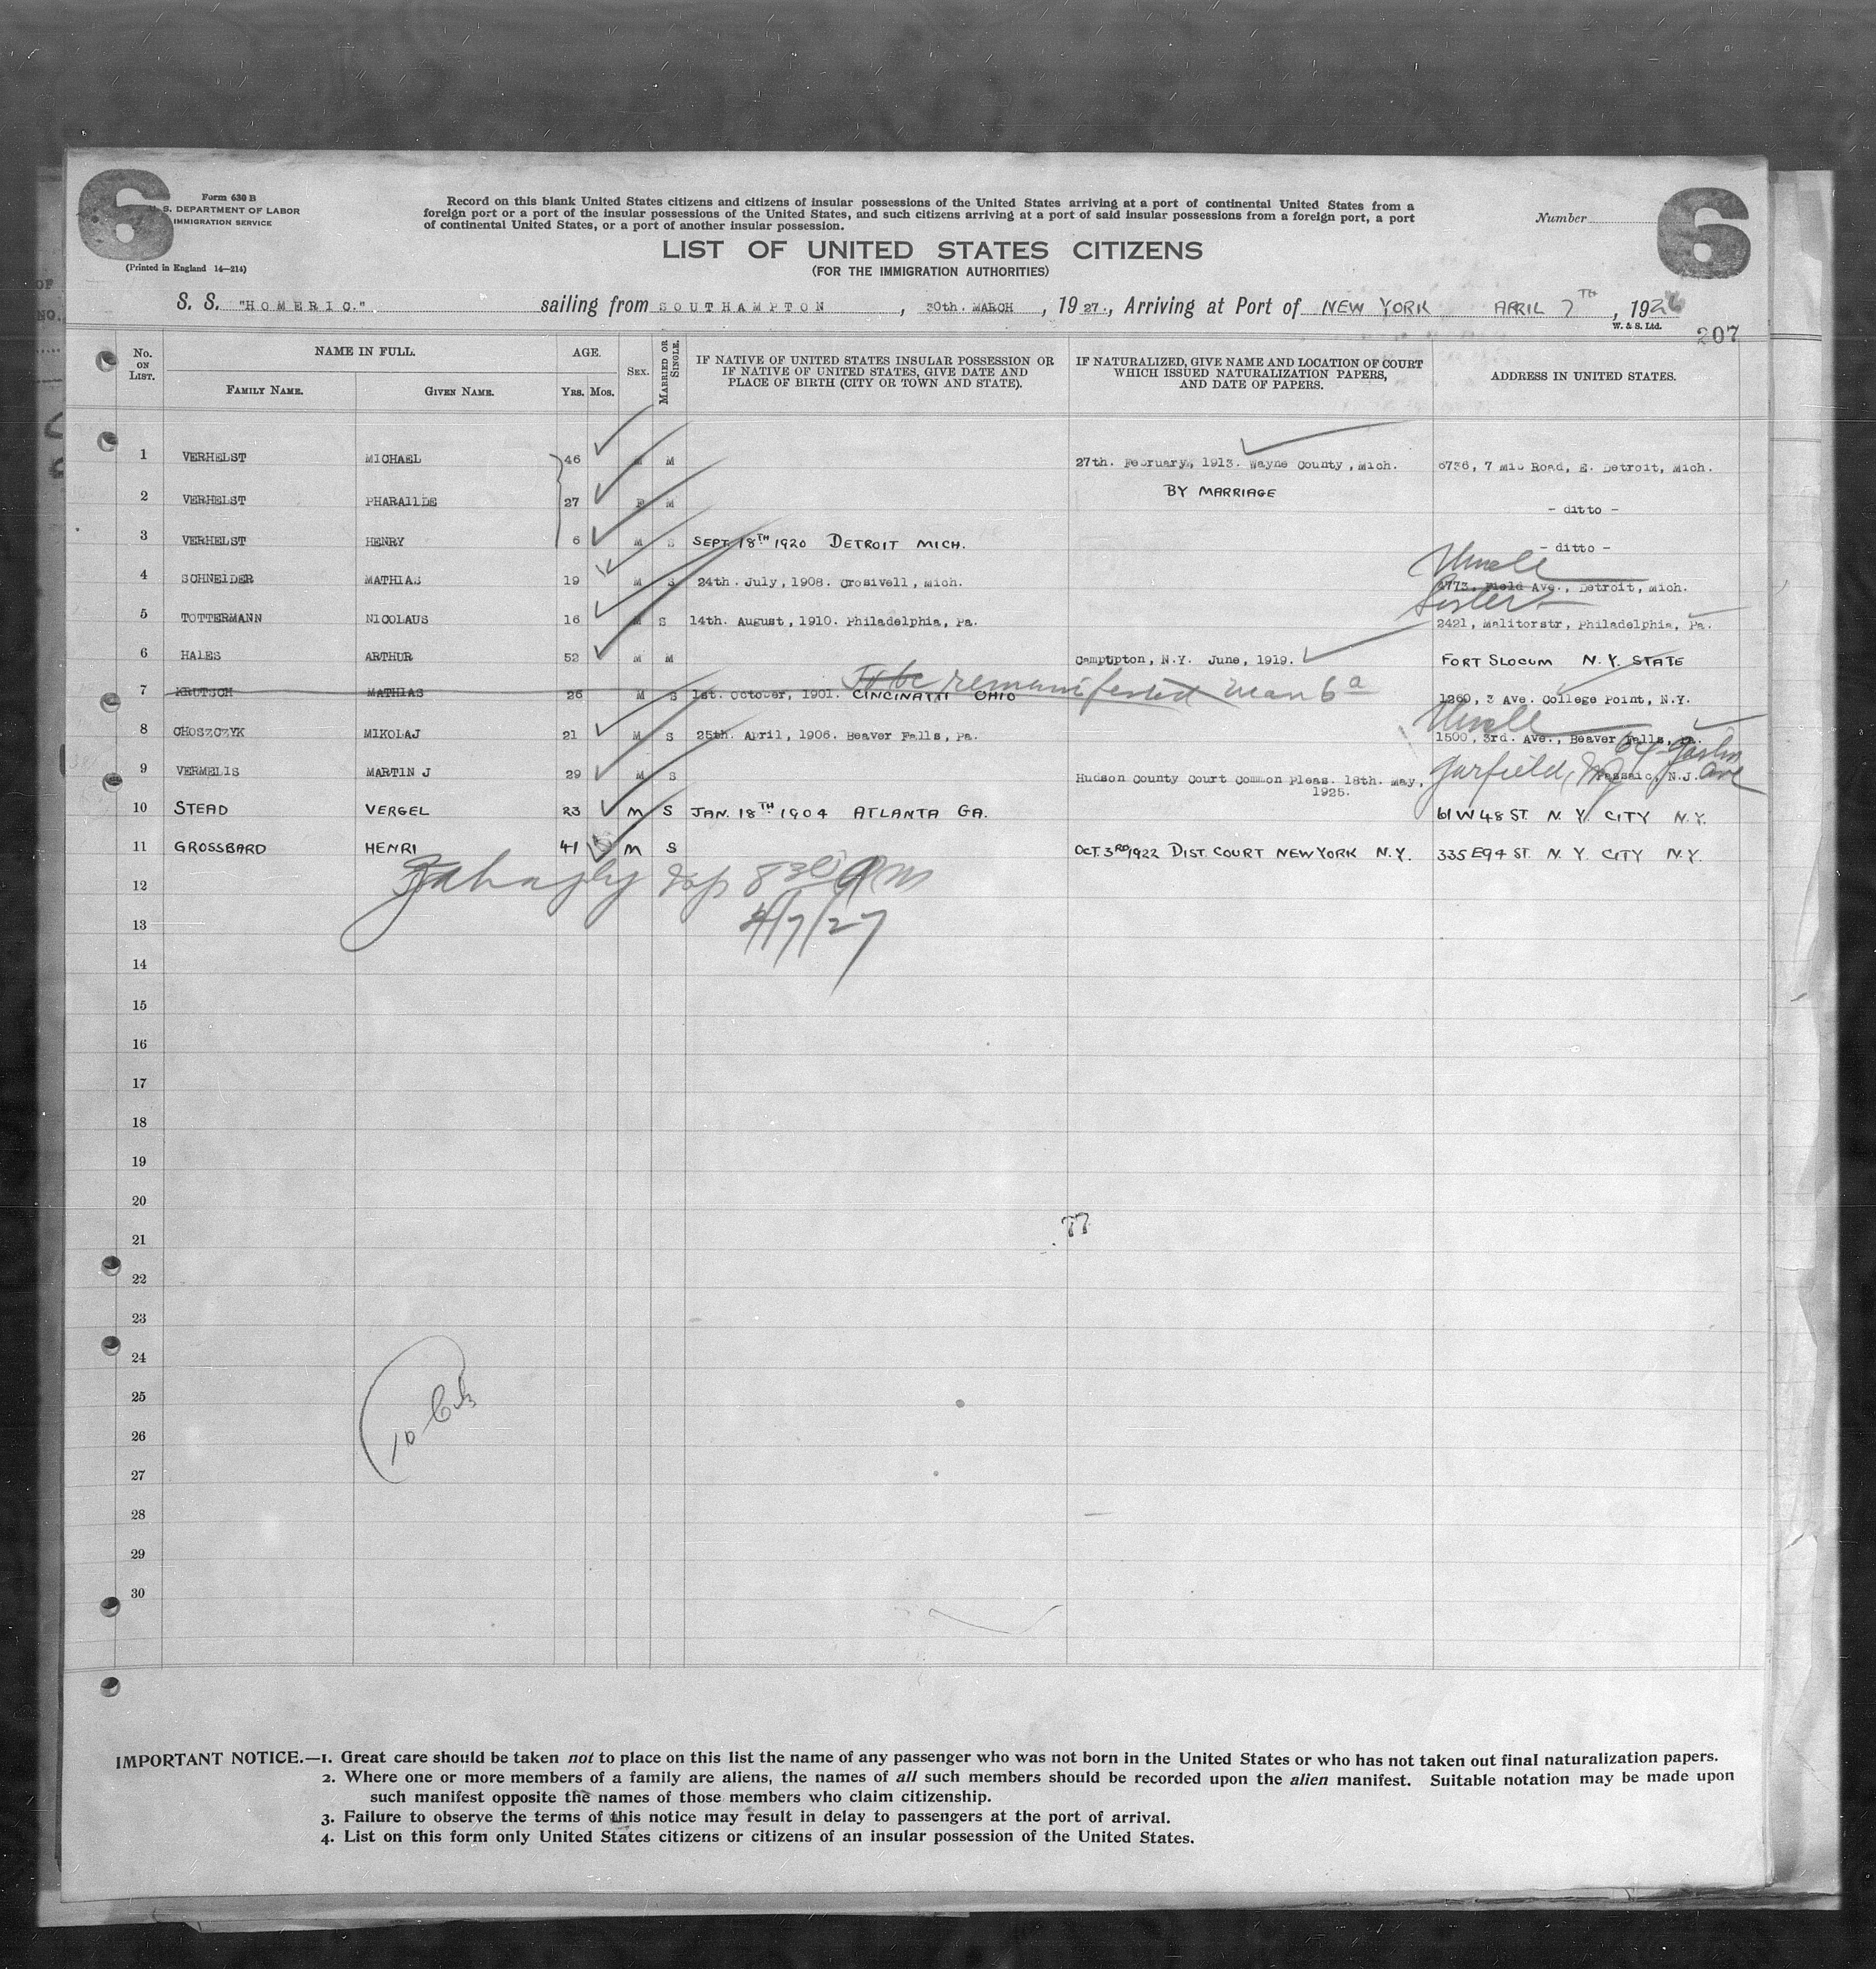 6
6
Form 630 B
U. S. DEPARTMENT OF LABOR
IMMIGRATION SERVICE
(Printed in England 14—214)
Record on this blank United States citizens and citizens of insular possessions of the United States arriving at a port of continental United States from a
foreign port or a port of the insular possessions of the United States, and such citizens arriving at a port of said insular possessions from a foreign port, a port
of continental United States, or a port of another insular possession.
Number
LIST OF UNITED STATES CITIZENS
(FOR THE IMMIGRATION AUTHORITIES)
S. S. "HOMERIC." sailing from SOUTHAMPTON, 30th. MARCH, 1927., Arriving at Port of NEW YORK APRIL 7TH, 192
W. & S. Ltd.
207
No. ON LIST. NAME IN FULL. AGE. SEX. MARRIED OR SINGLE. IF NATIVE OF UNITED STATES INSULAR POSSESSION OR IF NATIVE OF UNITED STATES, GIVE DATE AND PLACE OF BIRTH (CITY OR TOWN AND STATE). IF NATURALIZED, GIVE NAME AND LOCATION OF COURT WHICH ISSUED NATURALIZATION PAPERS, AND DATE OF PAPERS. ADDRESS IN UNITED STATES.
FAMILY NAME. GIVEN NAME. YRS. MOS.
1 VERHELST MICHAEL 46 M M 27th. February, 1913. Wayne County, Mich. 6736, 7 Mile Road, E. Detroit, Mich.
2 VERHELST PHARAILDE 27 F M BY MARRIAGE - ditto -
3 VERHELST HENRY 6 M S SEPT. 18TH 1920 DETROIT MICH. - ditto -
Uncle
4 SCHNEIDER MATHIAS 19 M S 24th. July, 1908. Crosivell, Mich. 4773, Field Ave., Detroit, Mich.
Sister
5 TOTTERMANN NICOLAUS 16 M S 14th. August, 1910. Philadelphia, Pa. 2421, Malitorstr, Philadelphia, Pa.
6 HALES ARTHUR 52 M M Camptpton, N.Y. June, 1919. FORT SLOCUM N.Y. STATE
To be remanifested man 6a
7 KRUTSCH MATHIAS 26 M S 1st. October, 1901. CINCINATTI OHIO 1260, 3 Ave. College Point, N.Y.
Uncle
8 CHOSZCZYK MIKOLAJ 21 M S 25th. April, 1906. Beaver Falls, Pa. 1500, 3rd. Ave., Beaver Falls, Pa.
9 VERMELIS MARTIN J 29 M S Hudson County Court Common Pleas. 18th. May, 1925. Passaic, N.J.
Garfield, NJ Ave
10 STEAD VERGEL 23 M S JAN. 18TH 1904 ATLANTA GA. 61 W 48 ST. N. Y. CITY N.Y.
11 GROSSBARD HENRI 41 M S OCT. 3RD 1922 DIST. COURT NEW YORK N.Y. 335 E 94 ST. N. Y. CITY N.Y.
12 8 30 AM
13 4/7/27
14
15
16
17
18
19
20
21 77
22
23
24
25
26 10
27
28
29
30
IMPORTANT NOTICE.—1. Great care should be taken not to place on this list the name of any passenger who was not born in the United States or who has not taken out final naturalization papers.
2. Where one or more members of a family are aliens, the names of all such members should be recorded upon the alien manifest. Suitable notation may be made upon
such manifest opposite the names of those members who claim citizenship.
3. Failure to observe the terms of this notice may result in delay to passengers at the port of arrival.
4. List on this form only United States citizens or citizens of an insular possession of the United States.